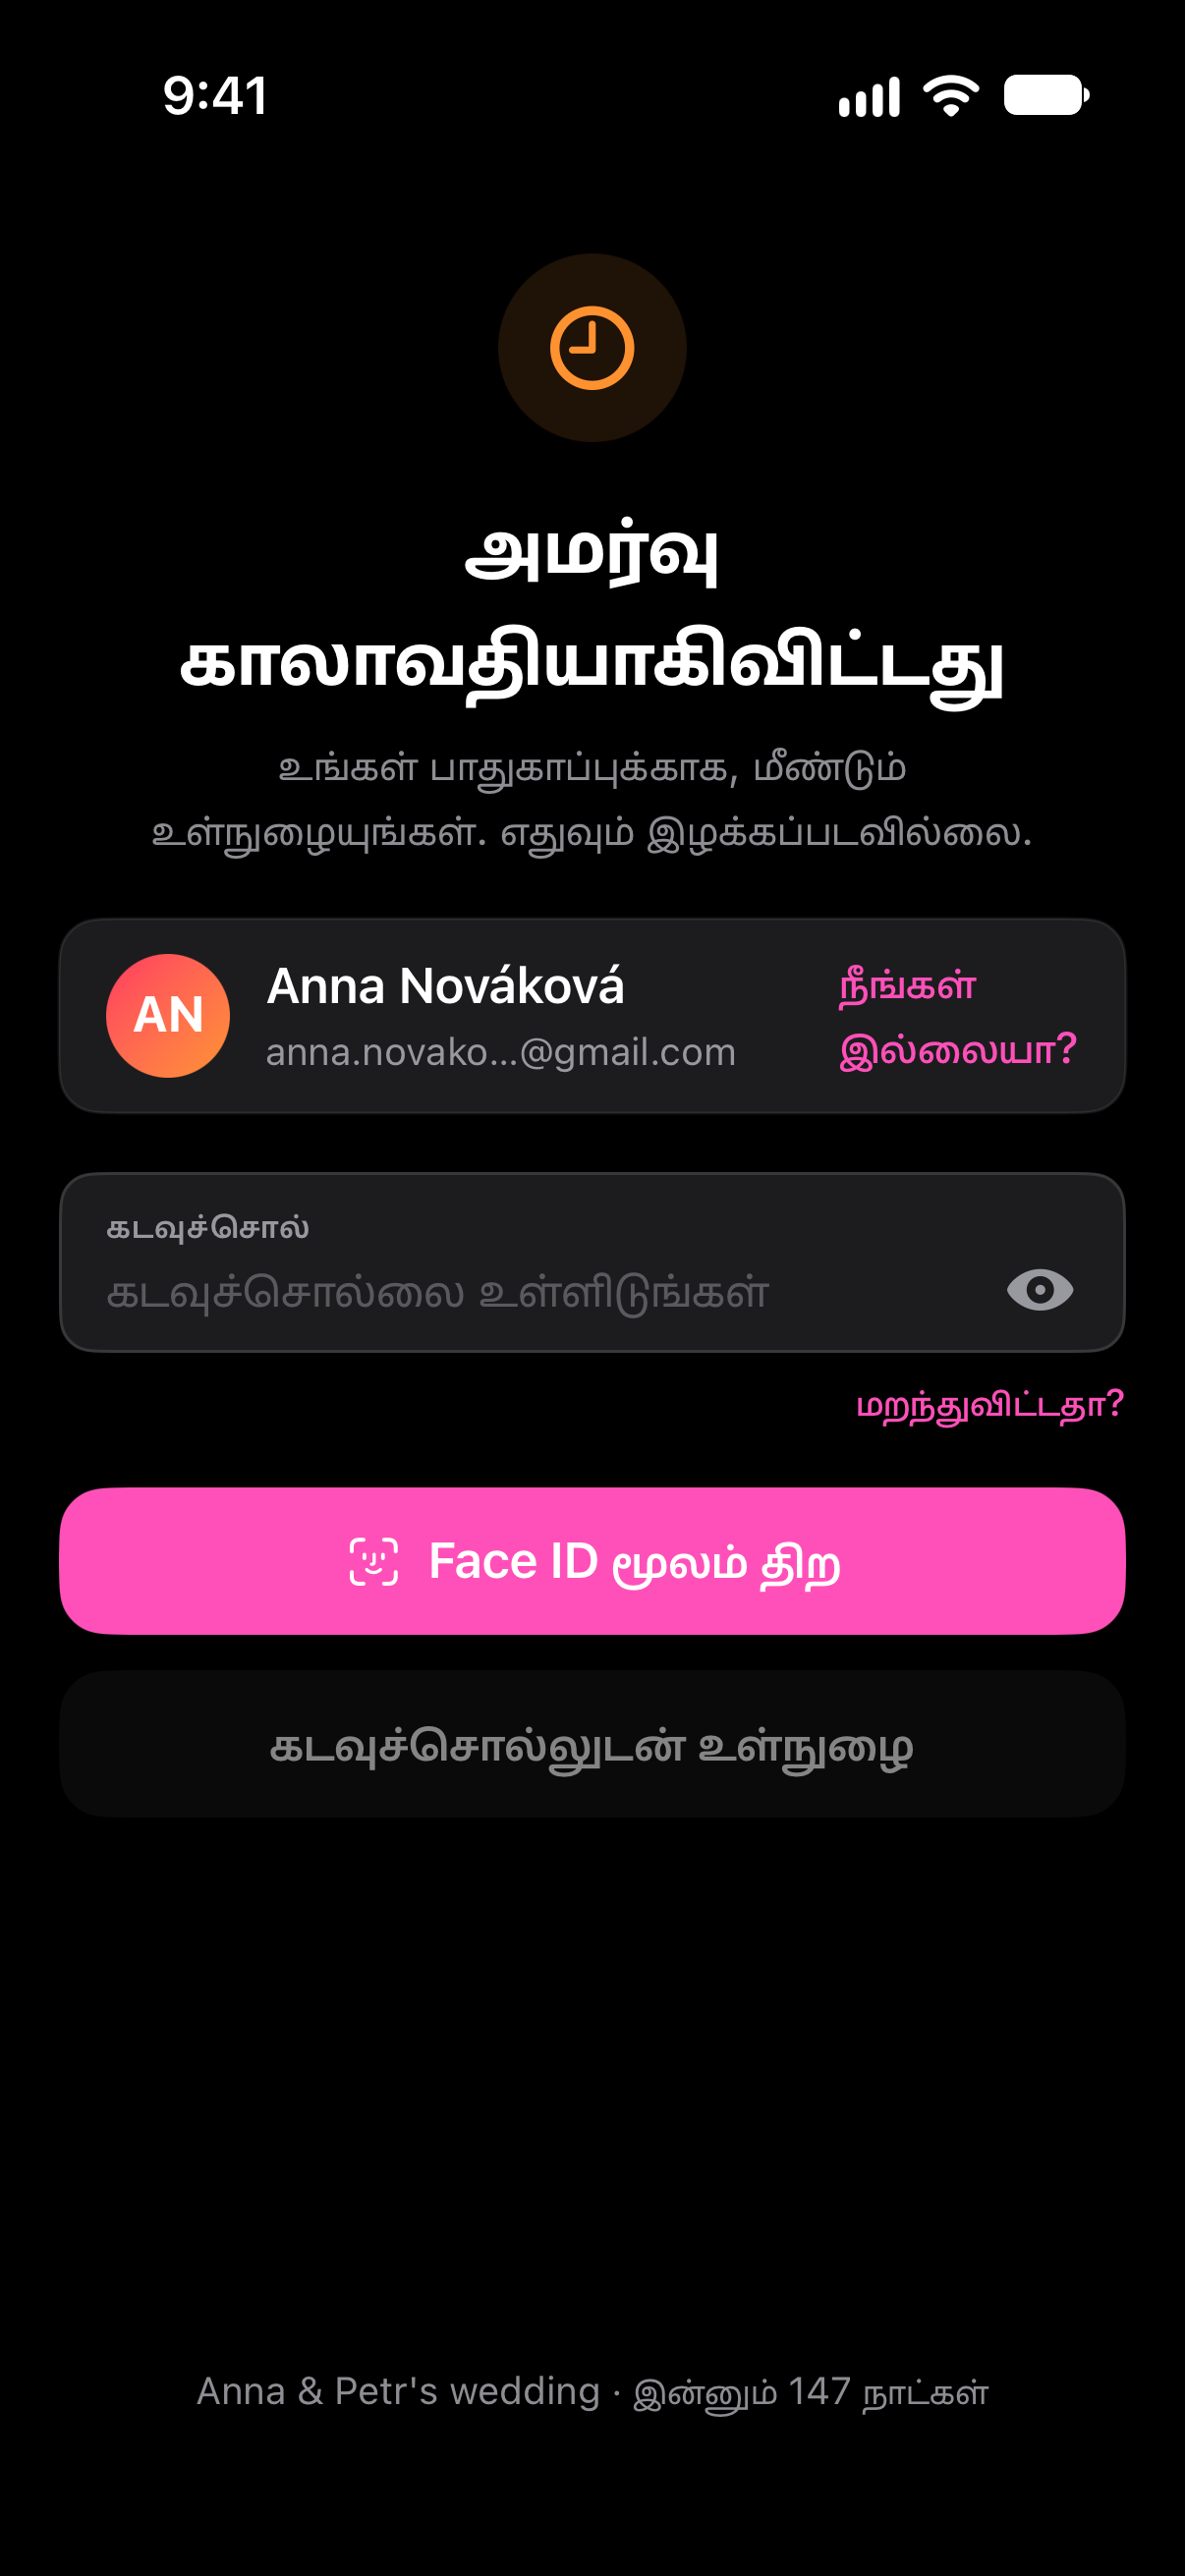 9:41
அமர்வு
காலாவதியாகிவிட்டது
உங்கள் பாதுகாப்புக்காக, மீண்டும்
உள்நுழையுங்கள். எதுவும் இழக்கப்படவில்லை.
AN
Anna Nováková
anna.novako...@gmail.com
நீங்கள்
இல்லையா?
கடவுச்சொல்
கடவுச்சொல்லை உள்ளிடுங்கள்
மறந்துவிட்டதா?
Face ID மூலம் திற
கடவுச்சொல்லுடன் உள்நுழை
Anna & Petr's wedding · இன்னும் 147 நாட்கள்